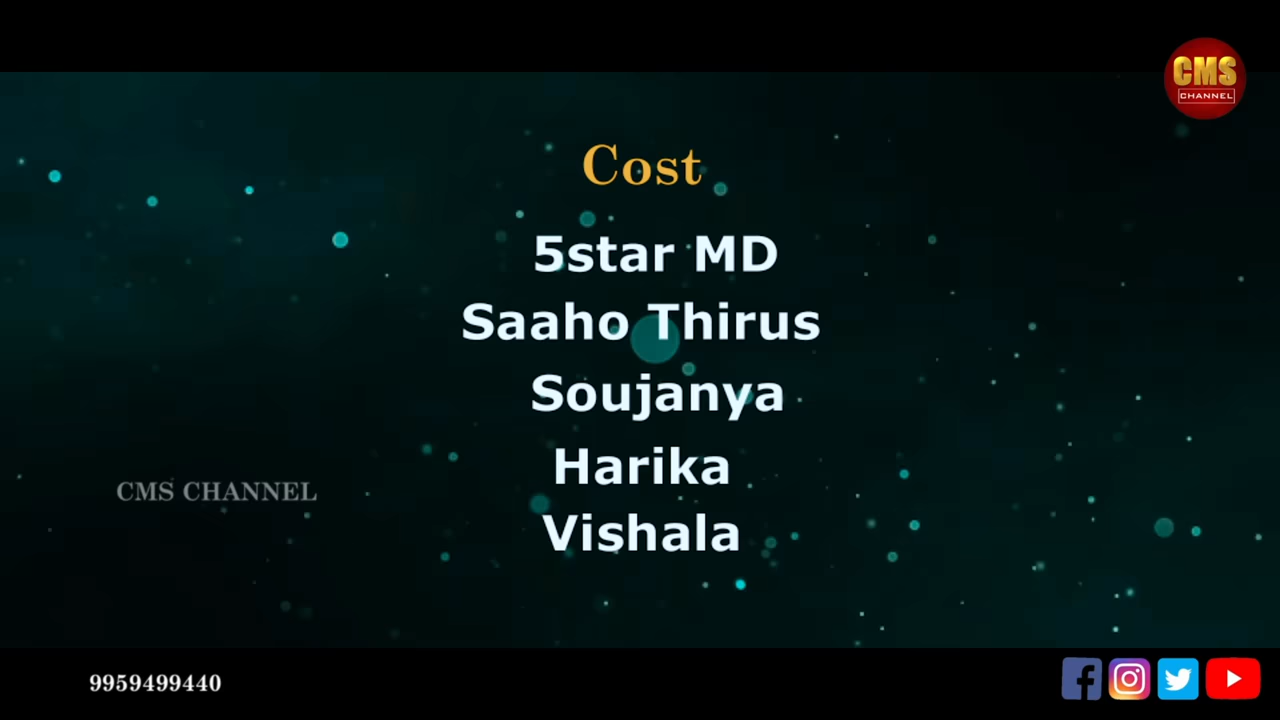 CMS
CHANNEL
Cost
5star MD
Saaho Thirus
Soujanya
Harika
CMS CHANNEL
Vishala
9959499440